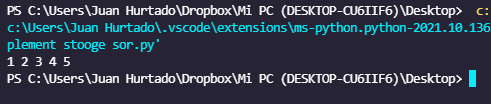 PS C:\Users\Juan Hurtado\Dropbox\Mi PC (DESKTOP-CU6IIF6)\Desktop> c:
c:\Users\Juan Hurtado\.vscode\extensions\ms-python.python-2021.10.136
plement stooge sor.py'
1 2 3 4 5
PS C:\Users\Juan Hurtado\Dropbox\Mi PC (DESKTOP-CU6IIF6)\Desktop>